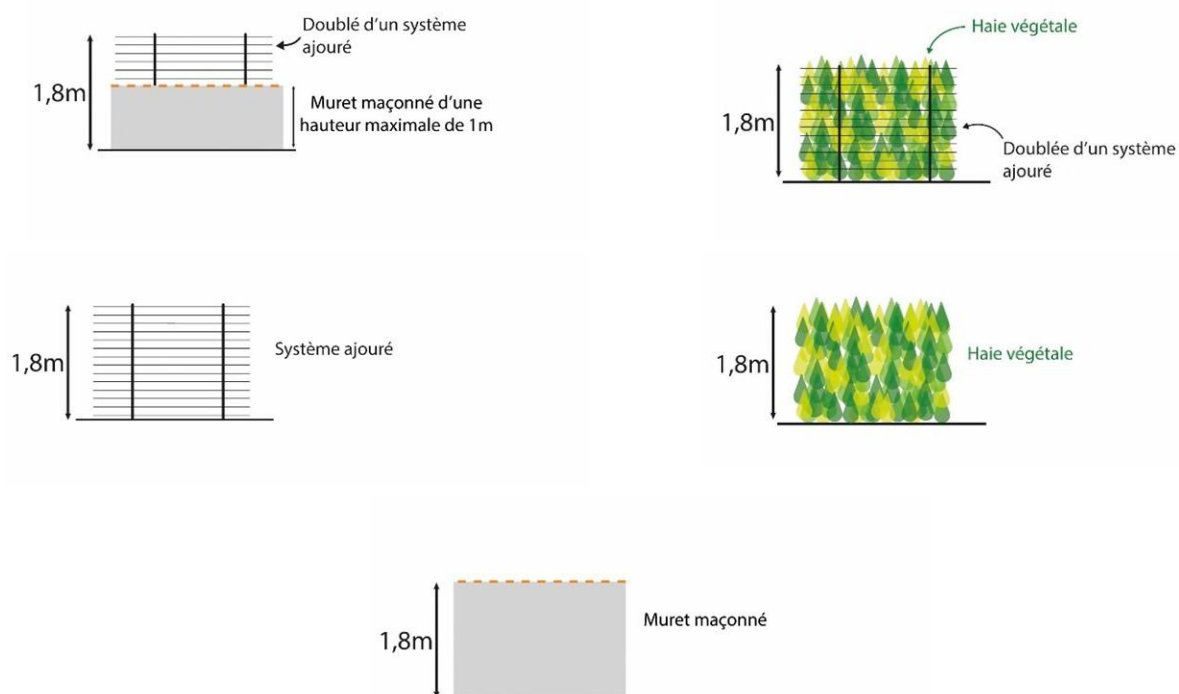 Doublé d'un système
ajouré
1,8m
Muret maçonné d'une
hauteur maximale de 1m
Haie végétale
1,8m
Doublée d'un système
ajouré
1,8m
Système ajouré
1,8m
Haie végétale
1,8m
Muret maçonné